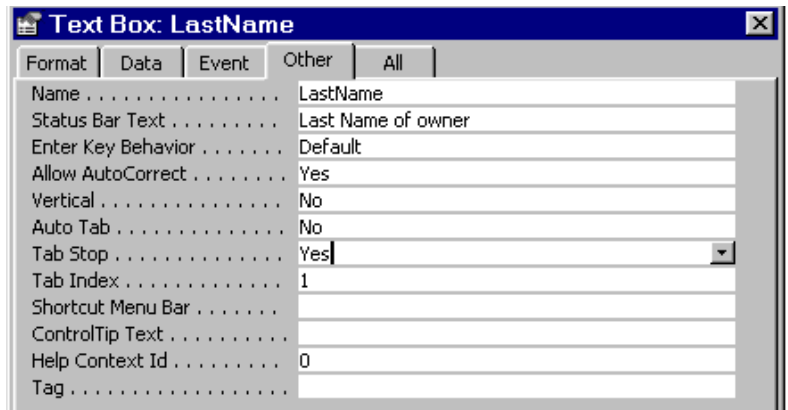 Text Box: LastName
Format Data Event Other All
Name . . . . . . . . . . . . . . . . . LastName
Status Bar Text . . . . . . . . . Last Name of owner
Enter Key Behavior . . . . . . . Default
Allow AutoCorrect . . . . . . . . Yes
Vertical . . . . . . . . . . . . . . . . No
Auto Tab . . . . . . . . . . . . . . No
Tab Stop . . . . . . . . . . . . . . Yes
Tab Index . . . . . . . . . . . . . 1
Shortcut Menu Bar . . . . . . .
ControlTip Text . . . . . . . . . .
Help Context Id . . . . . . . . . 0
Tag . . . . . . . . . . . . . . . . . .